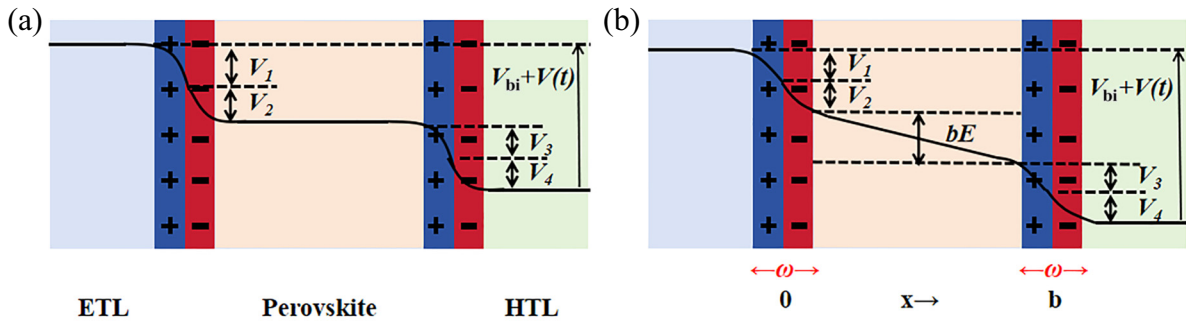 (a)
V1
V2
Vbi+V(t)
V3
V4
ETL Perovskite HTL
(b)
V1
V2
Vbi+V(t)
bE
V3
V4
←ω→ ←ω→
0 x→ b